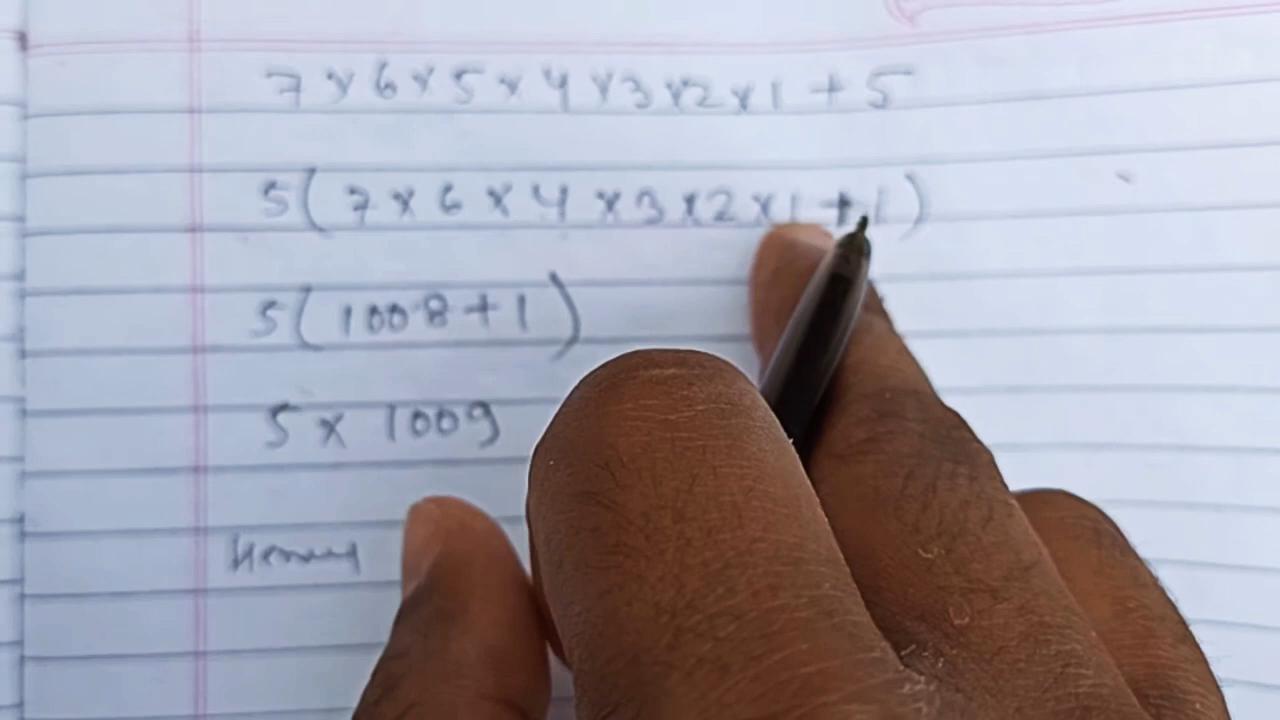 7 × 6 × 5 × 4 × 3 × 2 × 1 + 5
5 ( 7 × 6 × 4 × 3 × 2 × 1 + 1 )
5 ( 1008 + 1 )
5 × 1009